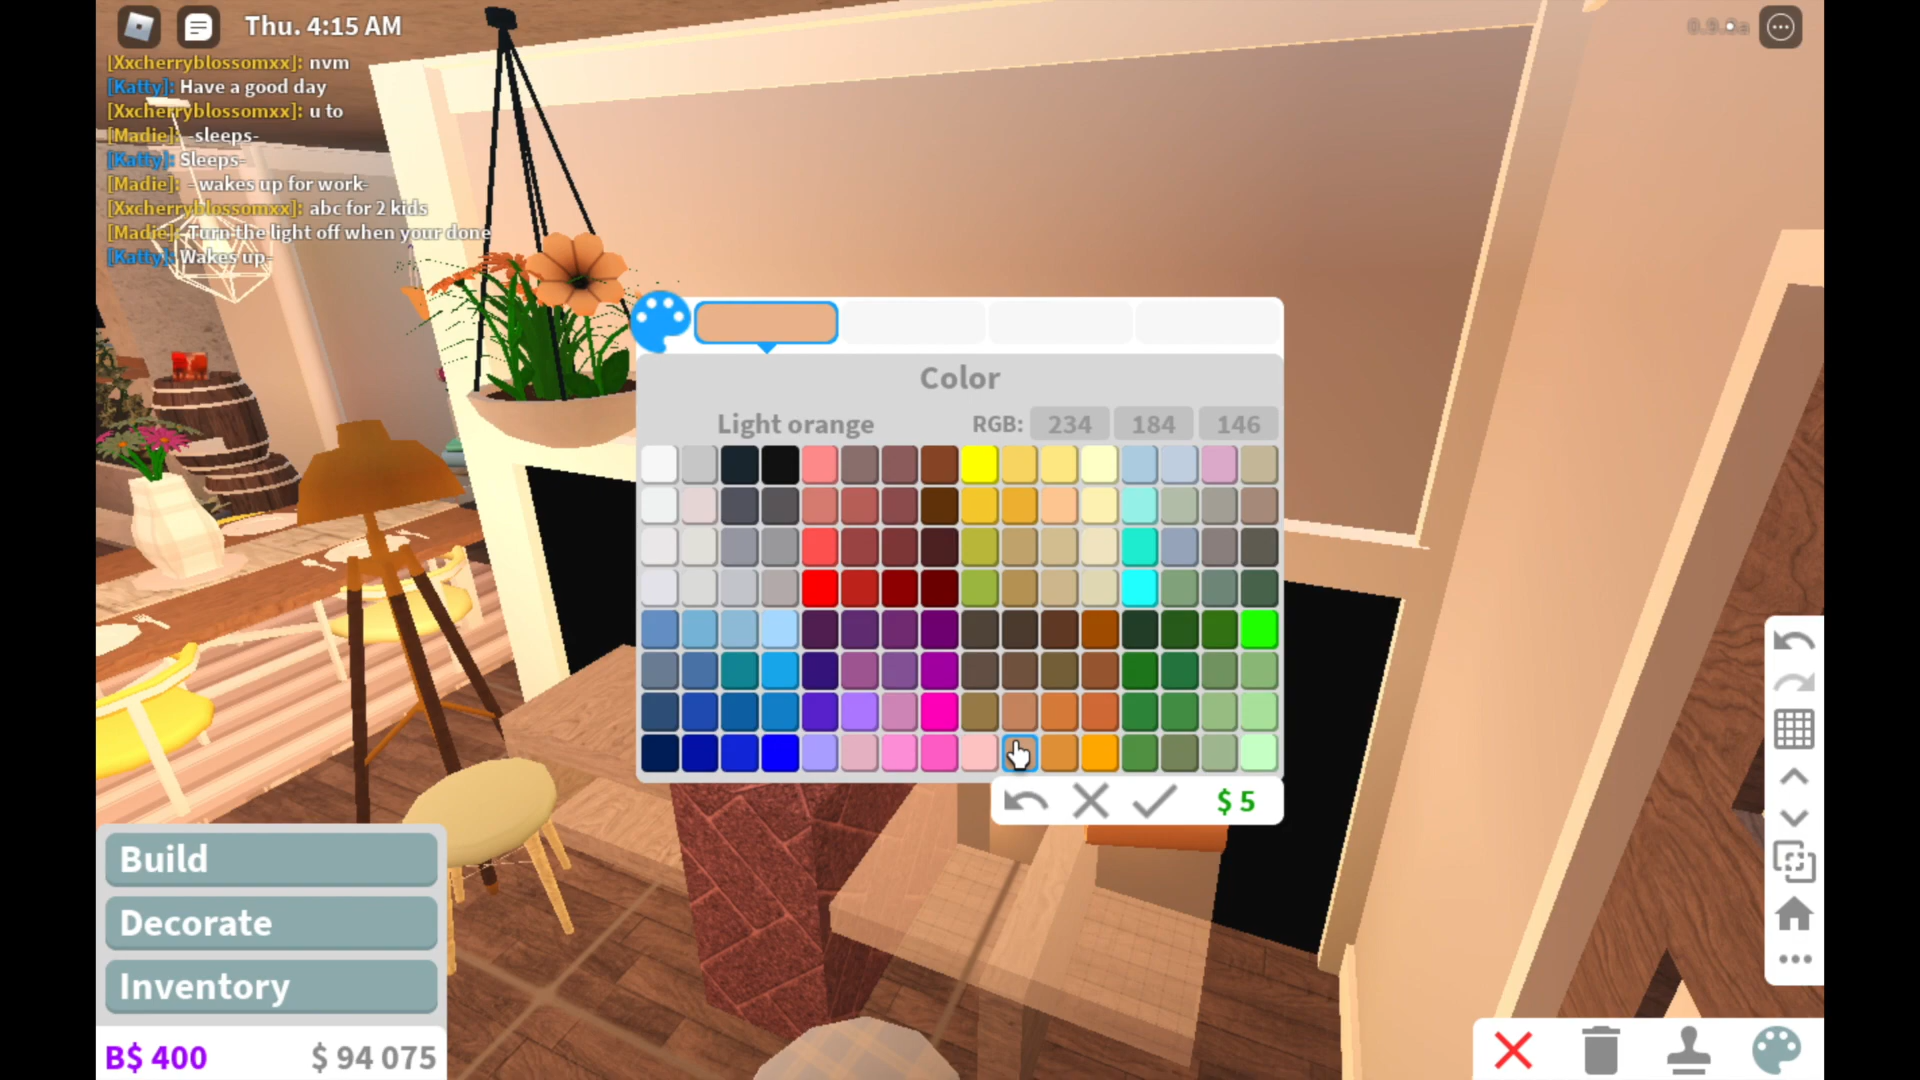 Thu. 4:15 AM
[Xxcherryblossomxx]: nvm
[Katty]: Have a good day
[Xxcherryblossomxx]: u to
[Madie]: -sleeps-
[Katty]: Sleeps-
[Madie]: - wakes up for work-
[Xxcherryblossomxx]: abc for 2 kids
[Madie]: -Turn the light off when your done
[Katty]: Wakes up-
Color
Light orange RGB: 234 184 146
$ 5
Build
Decorate
Inventory
B$ 400 $ 94 075